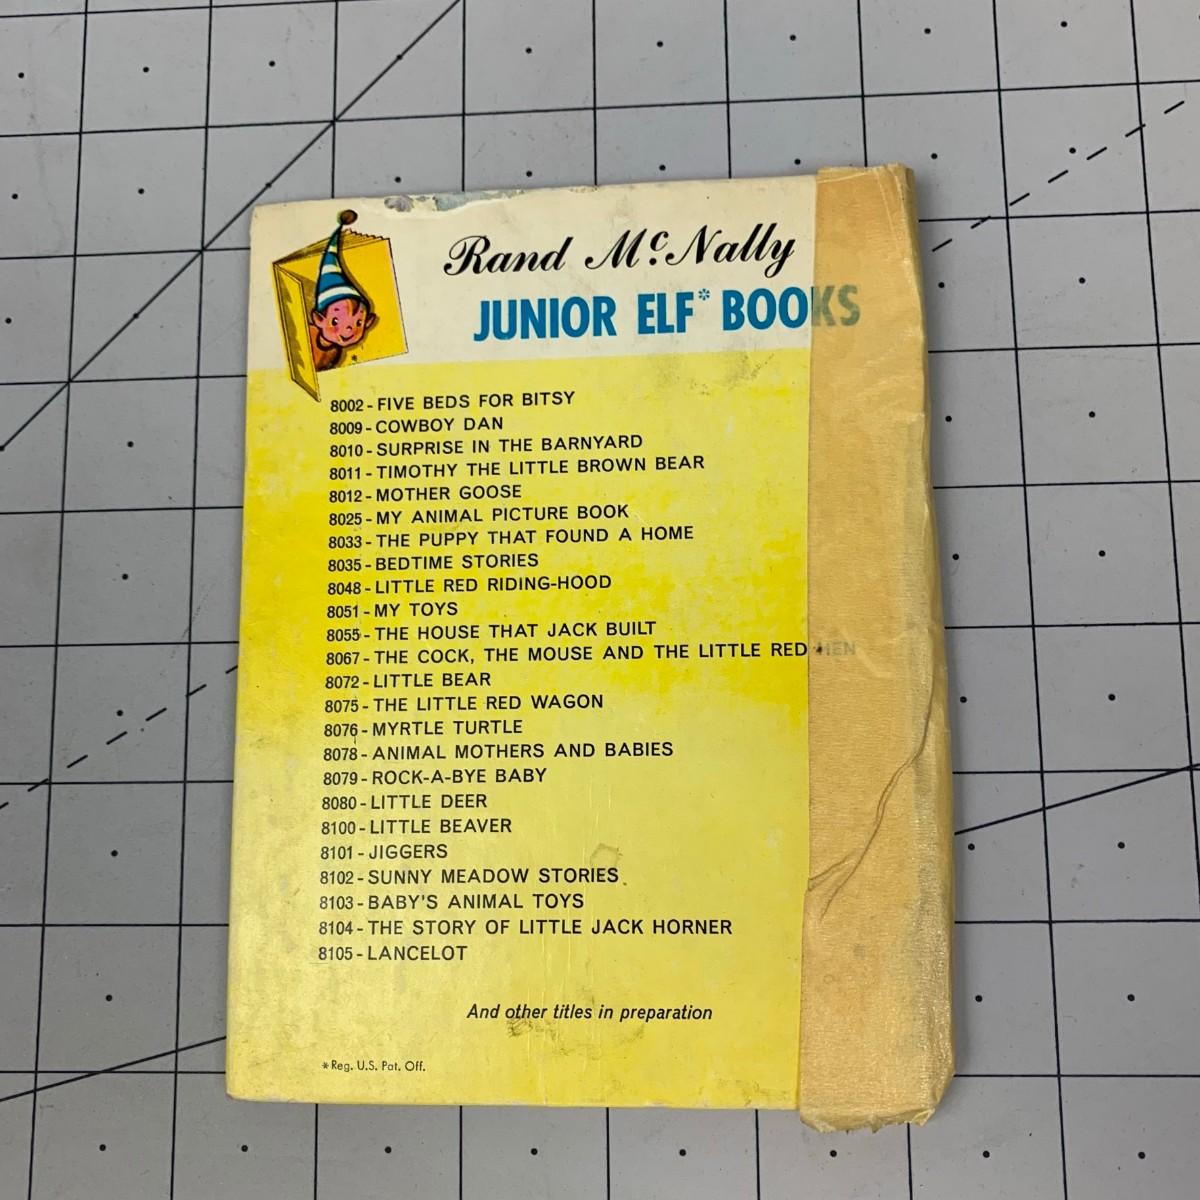 Rand McNally
JUNIOR ELF* BOOKS
*
8002-FIVE BEDS FOR BITSY
8009-COWBOY DAN
8010-SURPRISE IN THE BARNYARD
8011-TIMOTHY THE LITTLE BROWN BEAR
8012-MOTHER GOOSE
8025-MY ANIMAL PICTURE BOOK
8033-THE PUPPY THAT FOUND A HOME
8035-BEDTIME STORIES
8048-LITTLE RED RIDING-HOOD
8051-MY TOYS
8055-THE HOUSE THAT JACK BUILT
8067-THE COCK, THE MOUSE AND THE LITTLE RED HEN
8072-LITTLE BEAR
8075-THE LITTLE RED WAGON
8076-MYRTLE TURTLE
8078-ANIMAL MOTHERS AND BABIES
8079-ROCK-A-BYE BABY
8080-LITTLE DEER
8100-LITTLE BEAVER
8101-JIGGERS
8102-SUNNY MEADOW STORIES
8103-BABY'S ANIMAL TOYS
8104-THE STORY OF LITTLE JACK HORNER
8105-LANCELOT
And other titles in preparation
*Reg. U.S. Pat. Off.